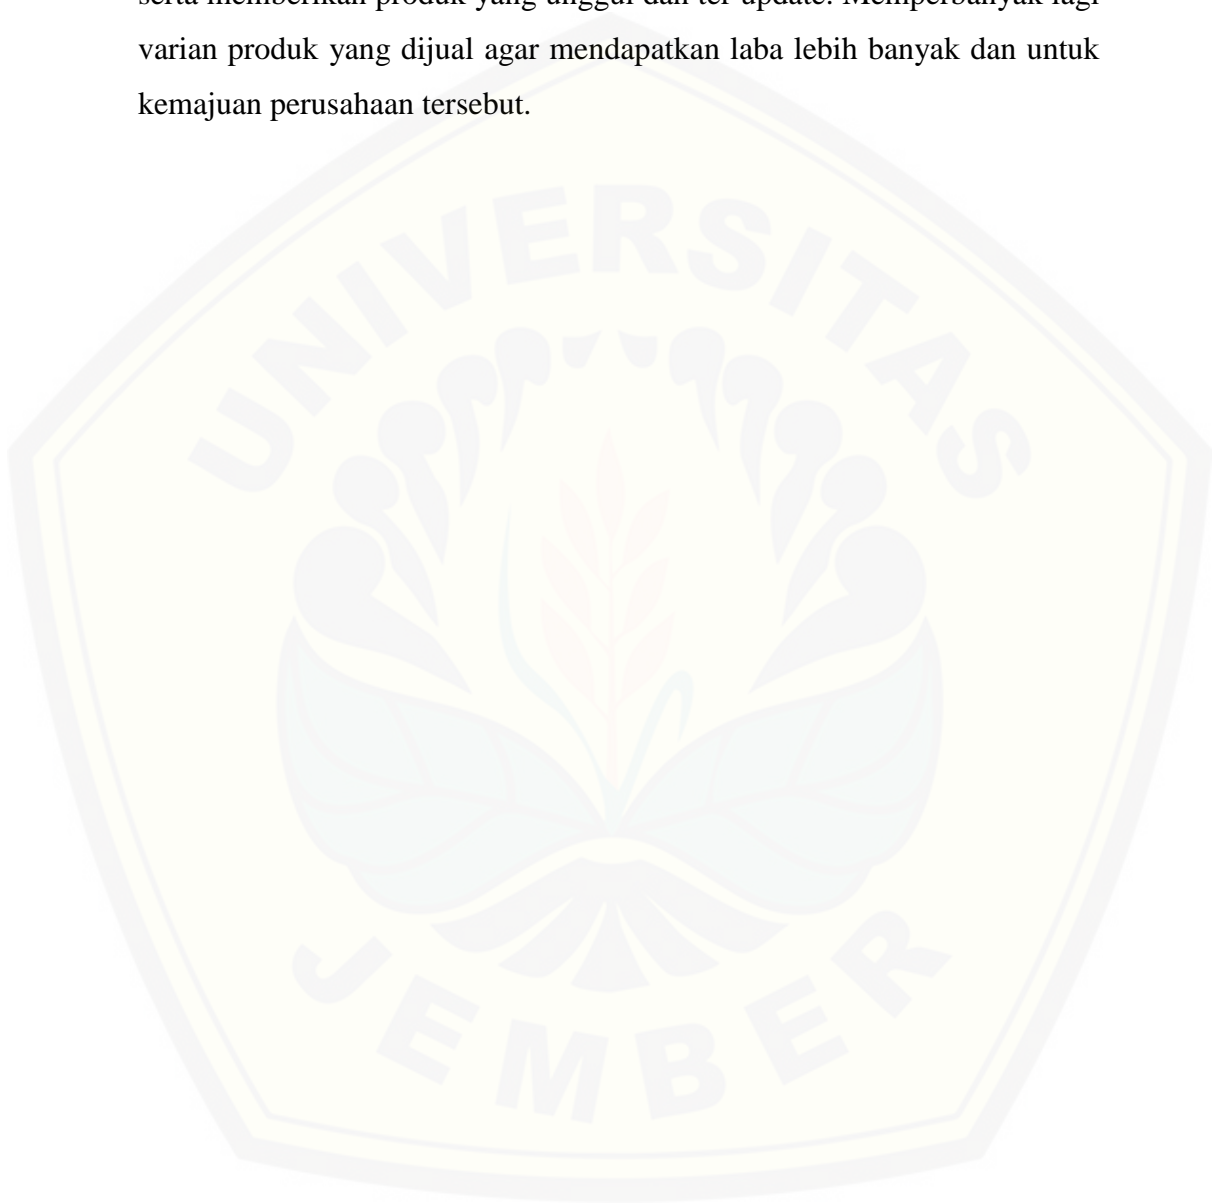 serta memberikan produk yang unggul dan ter update. Memperbanyak lagi
varian produk yang dijual agar mendapatkan laba lebih banyak dan untuk
kemajuan perusahaan tersebut.
UNIVERSITAS
JEMBER